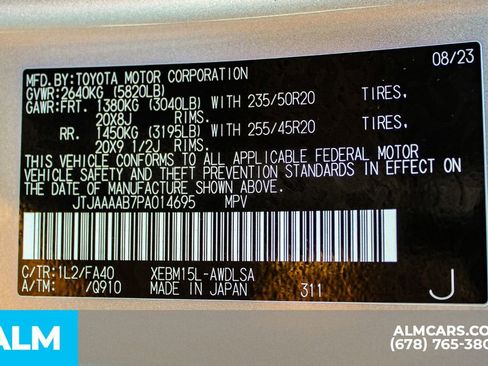 08/23
MFD.BY:TOYOTA MOTOR CORPORATION
GVWR:2640KG (5820LB)
GAWR:FRT. 1380KG (3040LB) WITH 235/50R20 TIRES.
20X8J RIMS.
RR. 1450KG (3195LB) WITH 255/45R20 TIRES.
20X9 1/2J RIMS.
THIS VEHICLE CONFORMS TO ALL APPLICABLE FEDERAL MOTOR
VEHICLE SAFETY AND THEFT PREVENTION STANDARDS IN EFFECT ON
THE DATE OF MANUFACTURE SHOWN ABOVE.
JTJAAAAB7PA014695 MPV
C/TR:1L2/FA40 XEBM15L-AWDLSA
A/TM: /Q910 MADE IN JAPAN 311 J
ALM
ALMCARS.CO
(678) 765-380